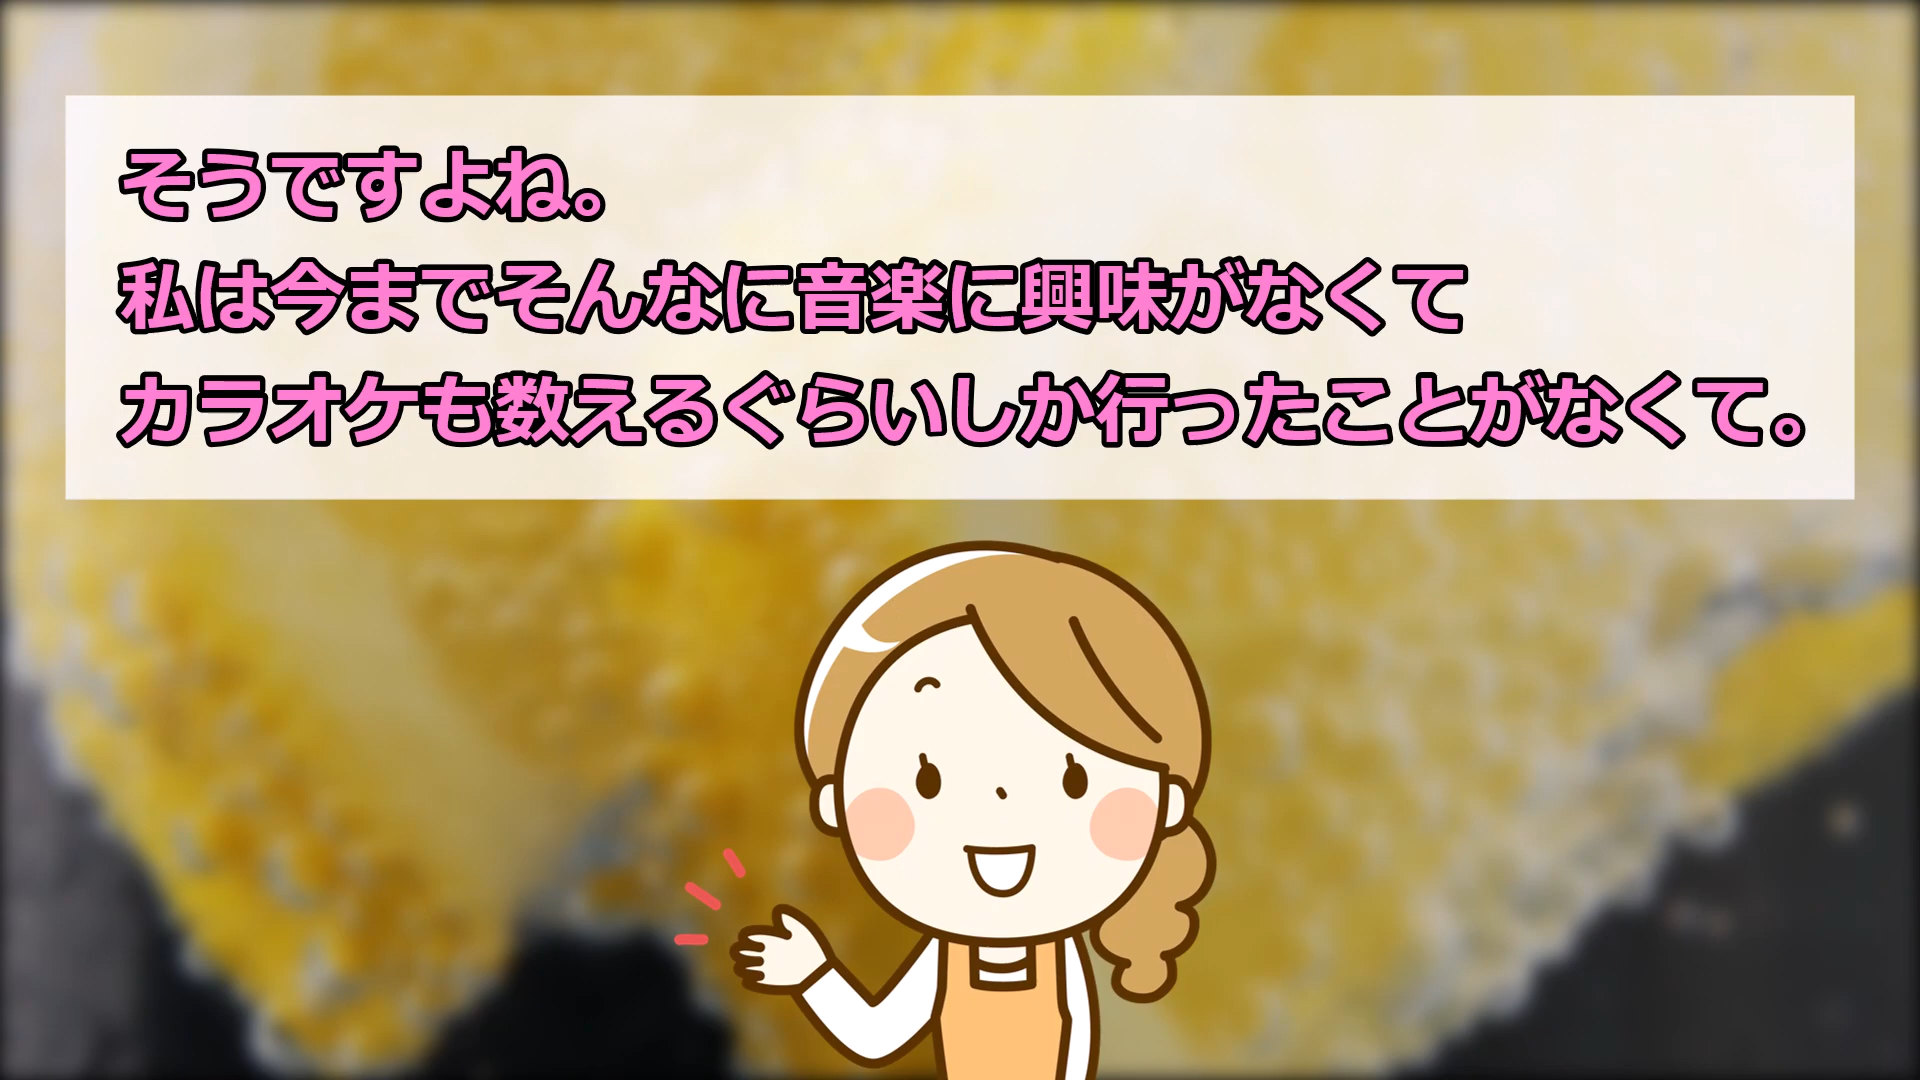 そうですよね。
私は今までそんなに音楽に興味がなくて
カラオケも数えるぐらいしか行ったことがなくて。